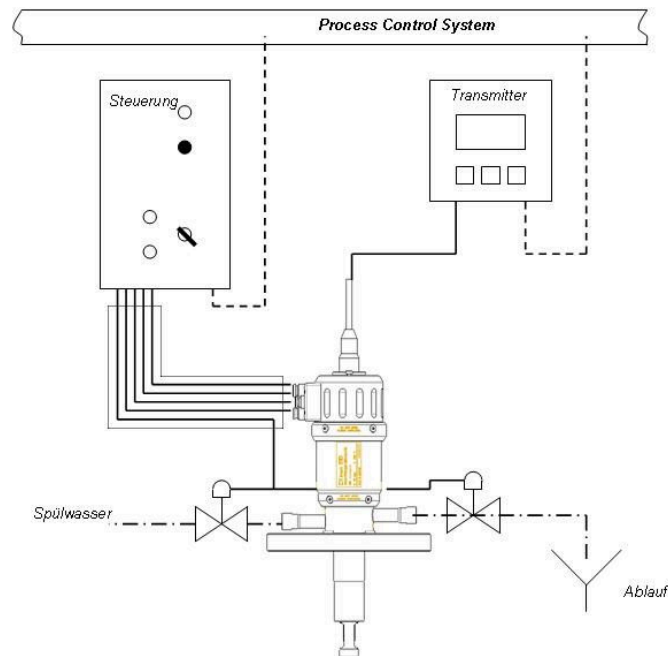 Process Control System
Steuerung
Transmitter
Spülwasser
Ablauf